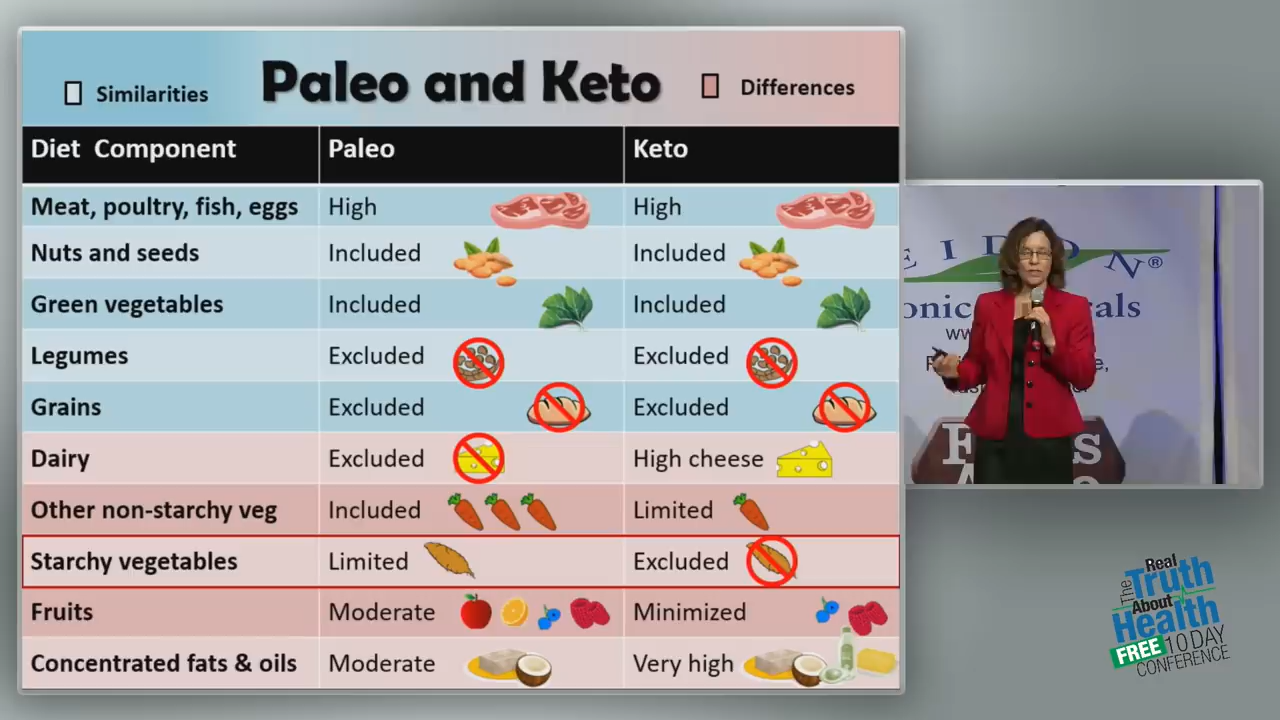 Paleo and Keto
Similarities
Differences
Diet Component Paleo Keto
Meat, poultry, fish, eggs High High
Nuts and seeds Included Included
Green vegetables Included Included
Legumes Excluded Excluded
Grains Excluded Excluded
Dairy Excluded High cheese
Other non-starchy veg Included Limited
Starchy vegetables Limited Excluded
Fruits Moderate Minimized
Concentrated fats & oils Moderate Very high
E I D O N ®
onic
als
The Real
Truth
About
Health
FREE 10 DAY
CONFERENCE